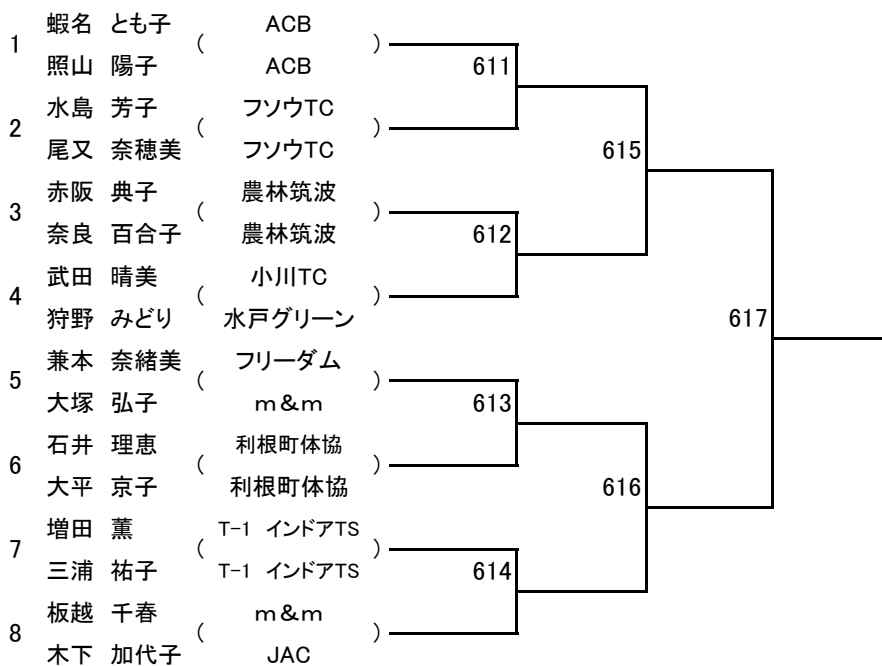 蝦名 とも子 ACB
1 ( )
照山 陽子 ACB 611
水島 芳子 フソウTC
2 ( )
尾又 奈穂美 フソウTC 615
赤阪 典子 農林筑波
3 ( )
奈良 百合子 農林筑波 612
武田 晴美 小川TC
4 ( )
狩野 みどり 水戸グリーン 617
兼本 奈緒美 フリーダム
5 ( )
大塚 弘子 m&m 613
石井 理恵 利根町体協
6 ( )
大平 京子 利根町体協 616
増田 薫 T-1 インドアTS
7 ( )
三浦 祐子 T-1 インドアTS 614
板越 千春 m&m
8 ( )
木下 加代子 JAC